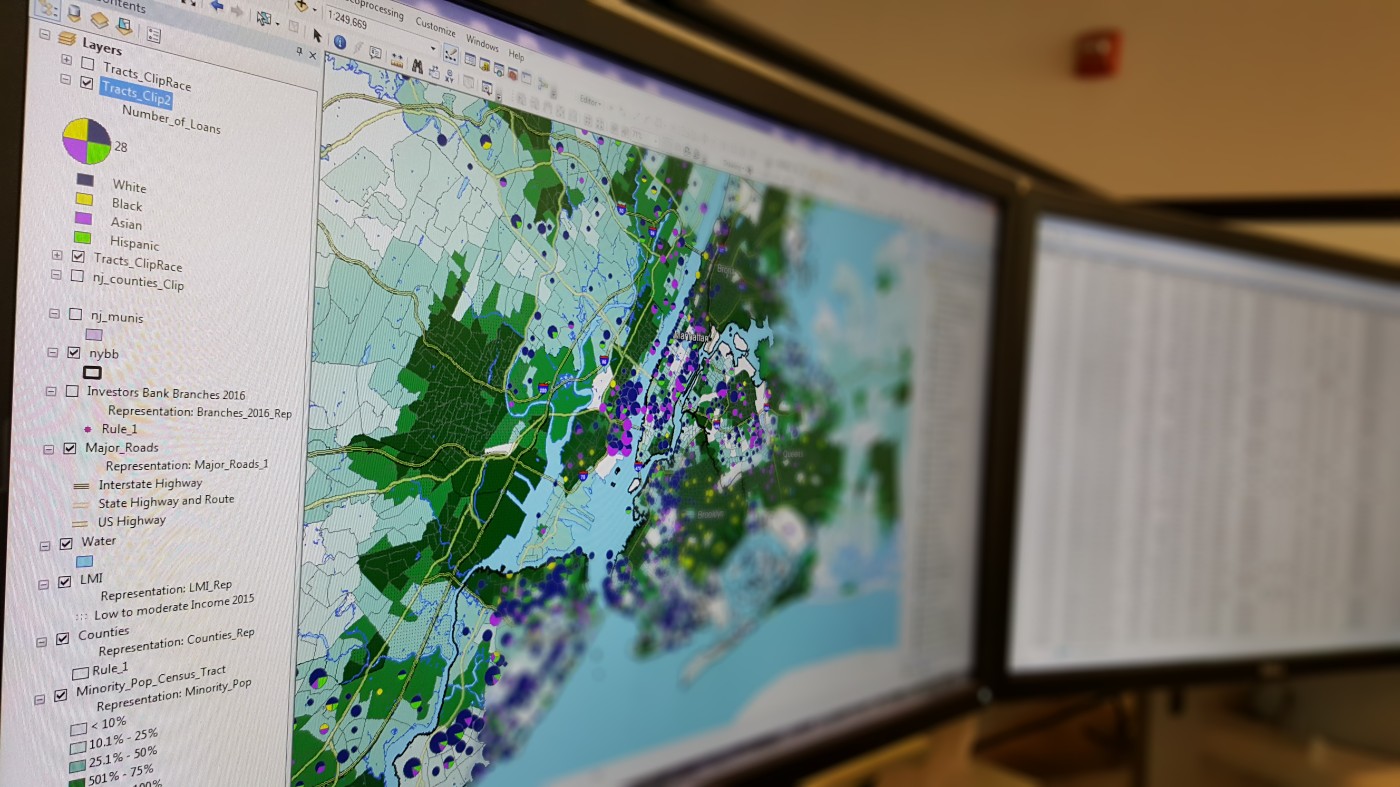 ntents
1:249.669
oprocessing
Customize
Windows
Help
Layers
Tracts_ClipRace
Tracts_Clip2
Number_of_Loans
28
White
Black
Asian
Hispanic
Tracts_ClipRace
nj_counties_Clip
nj_munis
nybb
Investors Bank Branches 2016
Representation: Branches_2016_Rep
Rule_1
Major_Roads
Representation: Major_Roads_1
Interstate Highway
State Highway and Route
US Highway
Water
LMI
Representation: LMI_Rep
Low to moderate Income 2015
Counties
Representation: Counties_Rep
Rule_1
Minority_Pop_Census_Tract
Representation: Minority_Pop
< 10%
10.1% - 25%
25.1% - 50%
501% - 75%
Editor
Manhattan
Queens
Brooklyn